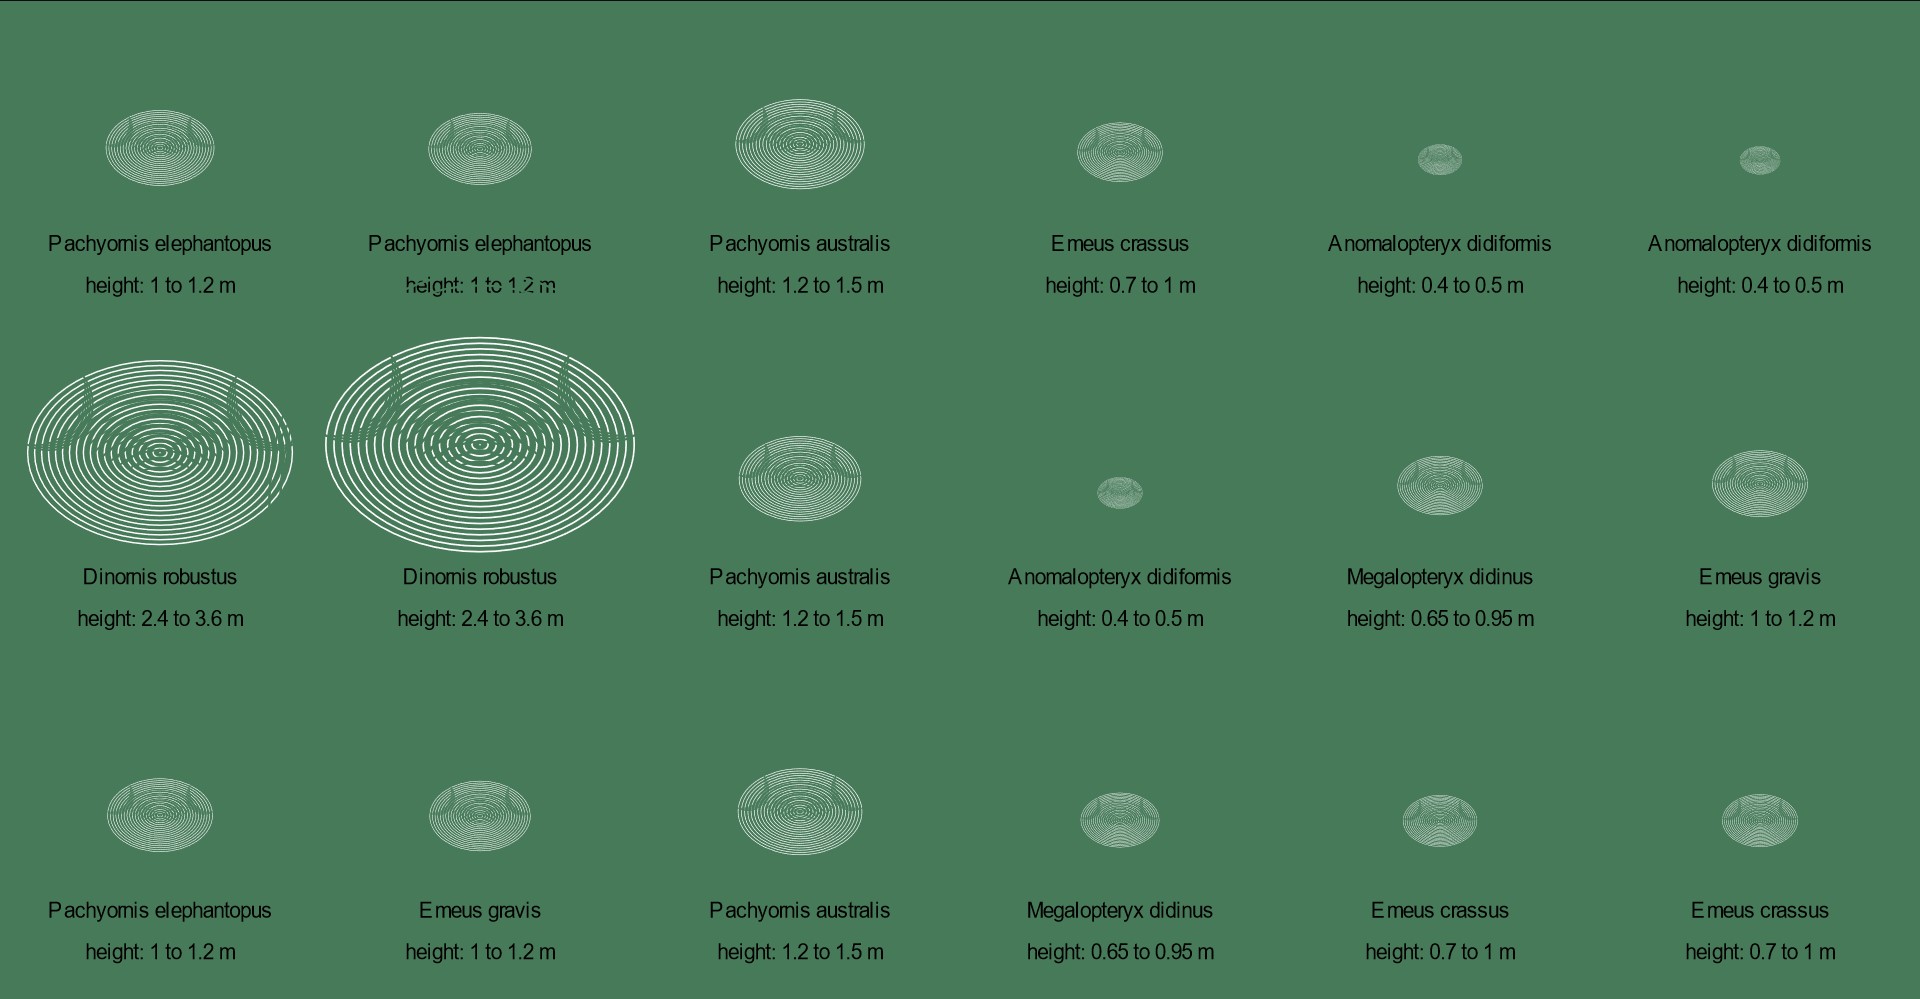 Pachyornis elephantopus
height: 1 to 1.2 m
Pachyornis elephantopus
height: 1 to 1.2 m
Pachyornis australis
height: 1.2 to 1.5 m
Emeus crassus
height: 0.7 to 1 m
Anomalopteryx didiformis
height: 0.4 to 0.5 m
Anomalopteryx didiformis
height: 0.4 to 0.5 m
Dinornis robustus
height: 2.4 to 3.6 m
Dinornis robustus
height: 2.4 to 3.6 m
Pachyornis australis
height: 1.2 to 1.5 m
Anomalopteryx didiformis
height: 0.4 to 0.5 m
Megalopteryx didinus
height: 0.65 to 0.95 m
Emeus gravis
height: 1 to 1.2 m
Pachyornis elephantopus
height: 1 to 1.2 m
Emeus gravis
height: 1 to 1.2 m
Pachyornis australis
height: 1.2 to 1.5 m
Megalopteryx didinus
height: 0.65 to 0.95 m
Emeus crassus
height: 0.7 to 1 m
Emeus crassus
height: 0.7 to 1 m